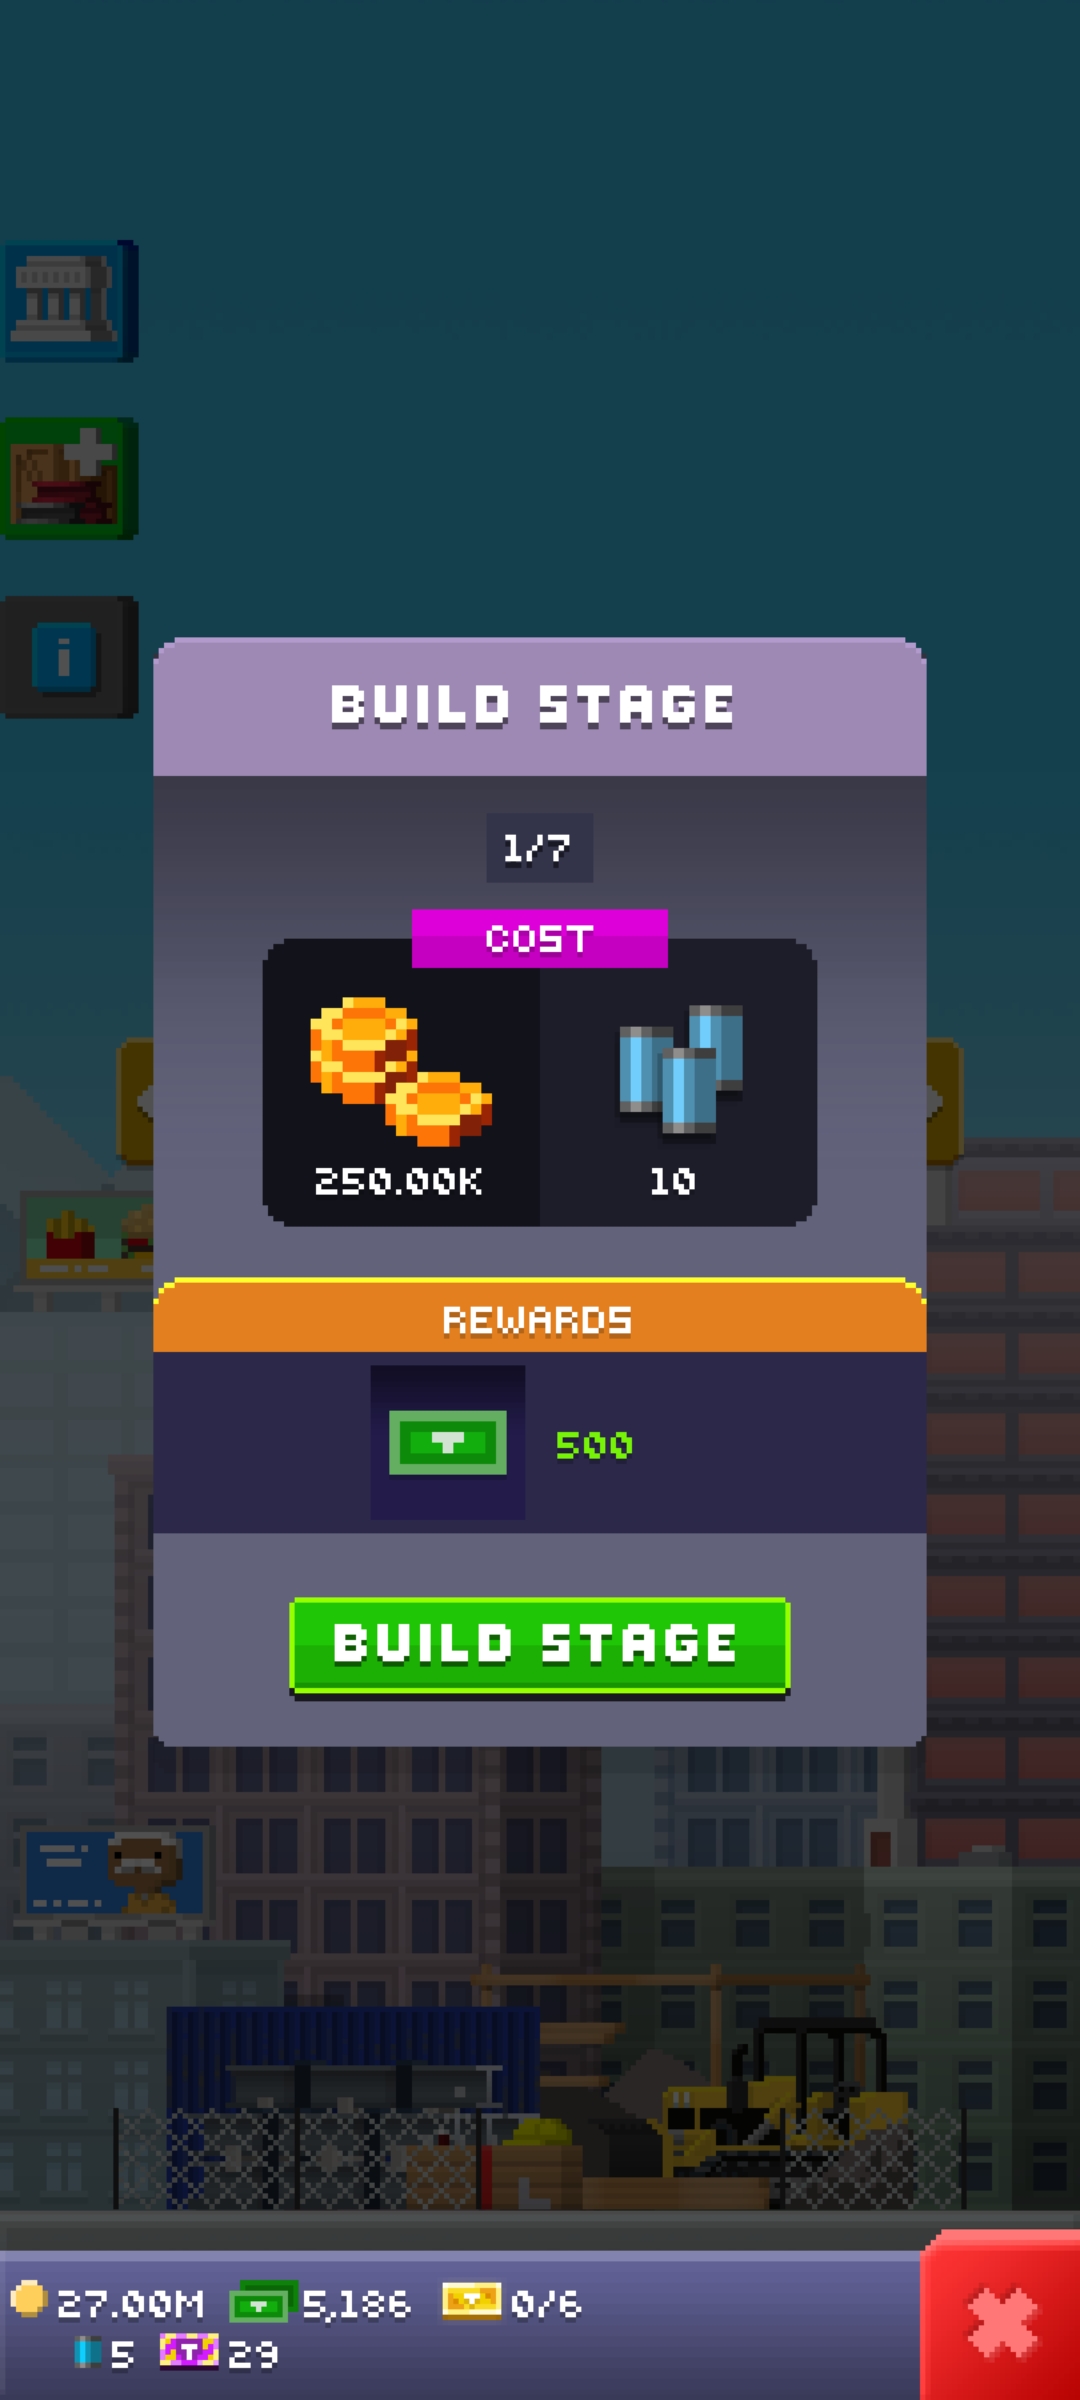 i
BUILD STAGE
1/7
COST
250.00K 10
REWARDS
T 500
BUILD STAGE
27.00M T 5,186 T 0/6
5 T 29